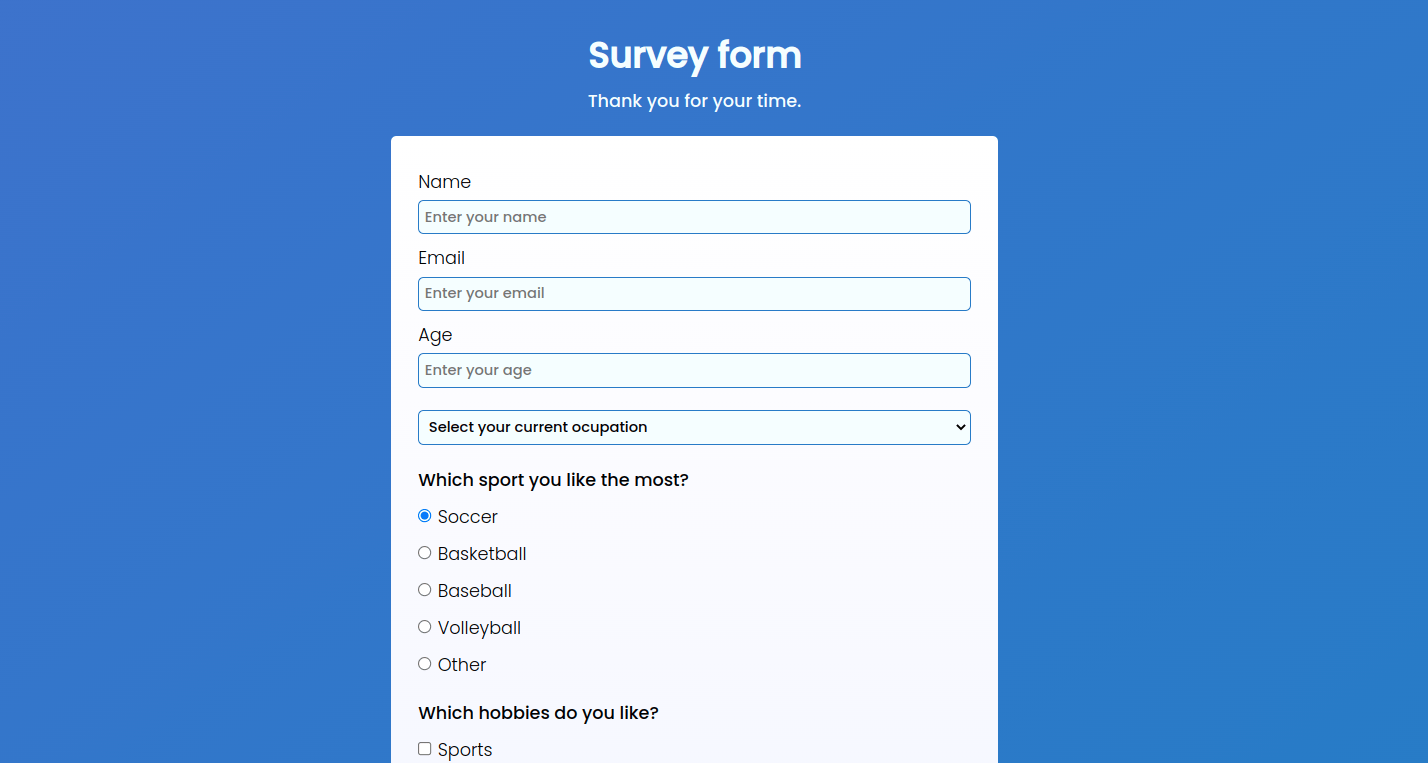 Survey form
Thank you for your time.
Name
Enter your name
Email
Enter your email
Age
Enter your age
Select your current ocupation
Which sport you like the most?
Soccer
Basketball
Baseball
Volleyball
Other
Which hobbies do you like?
Sports